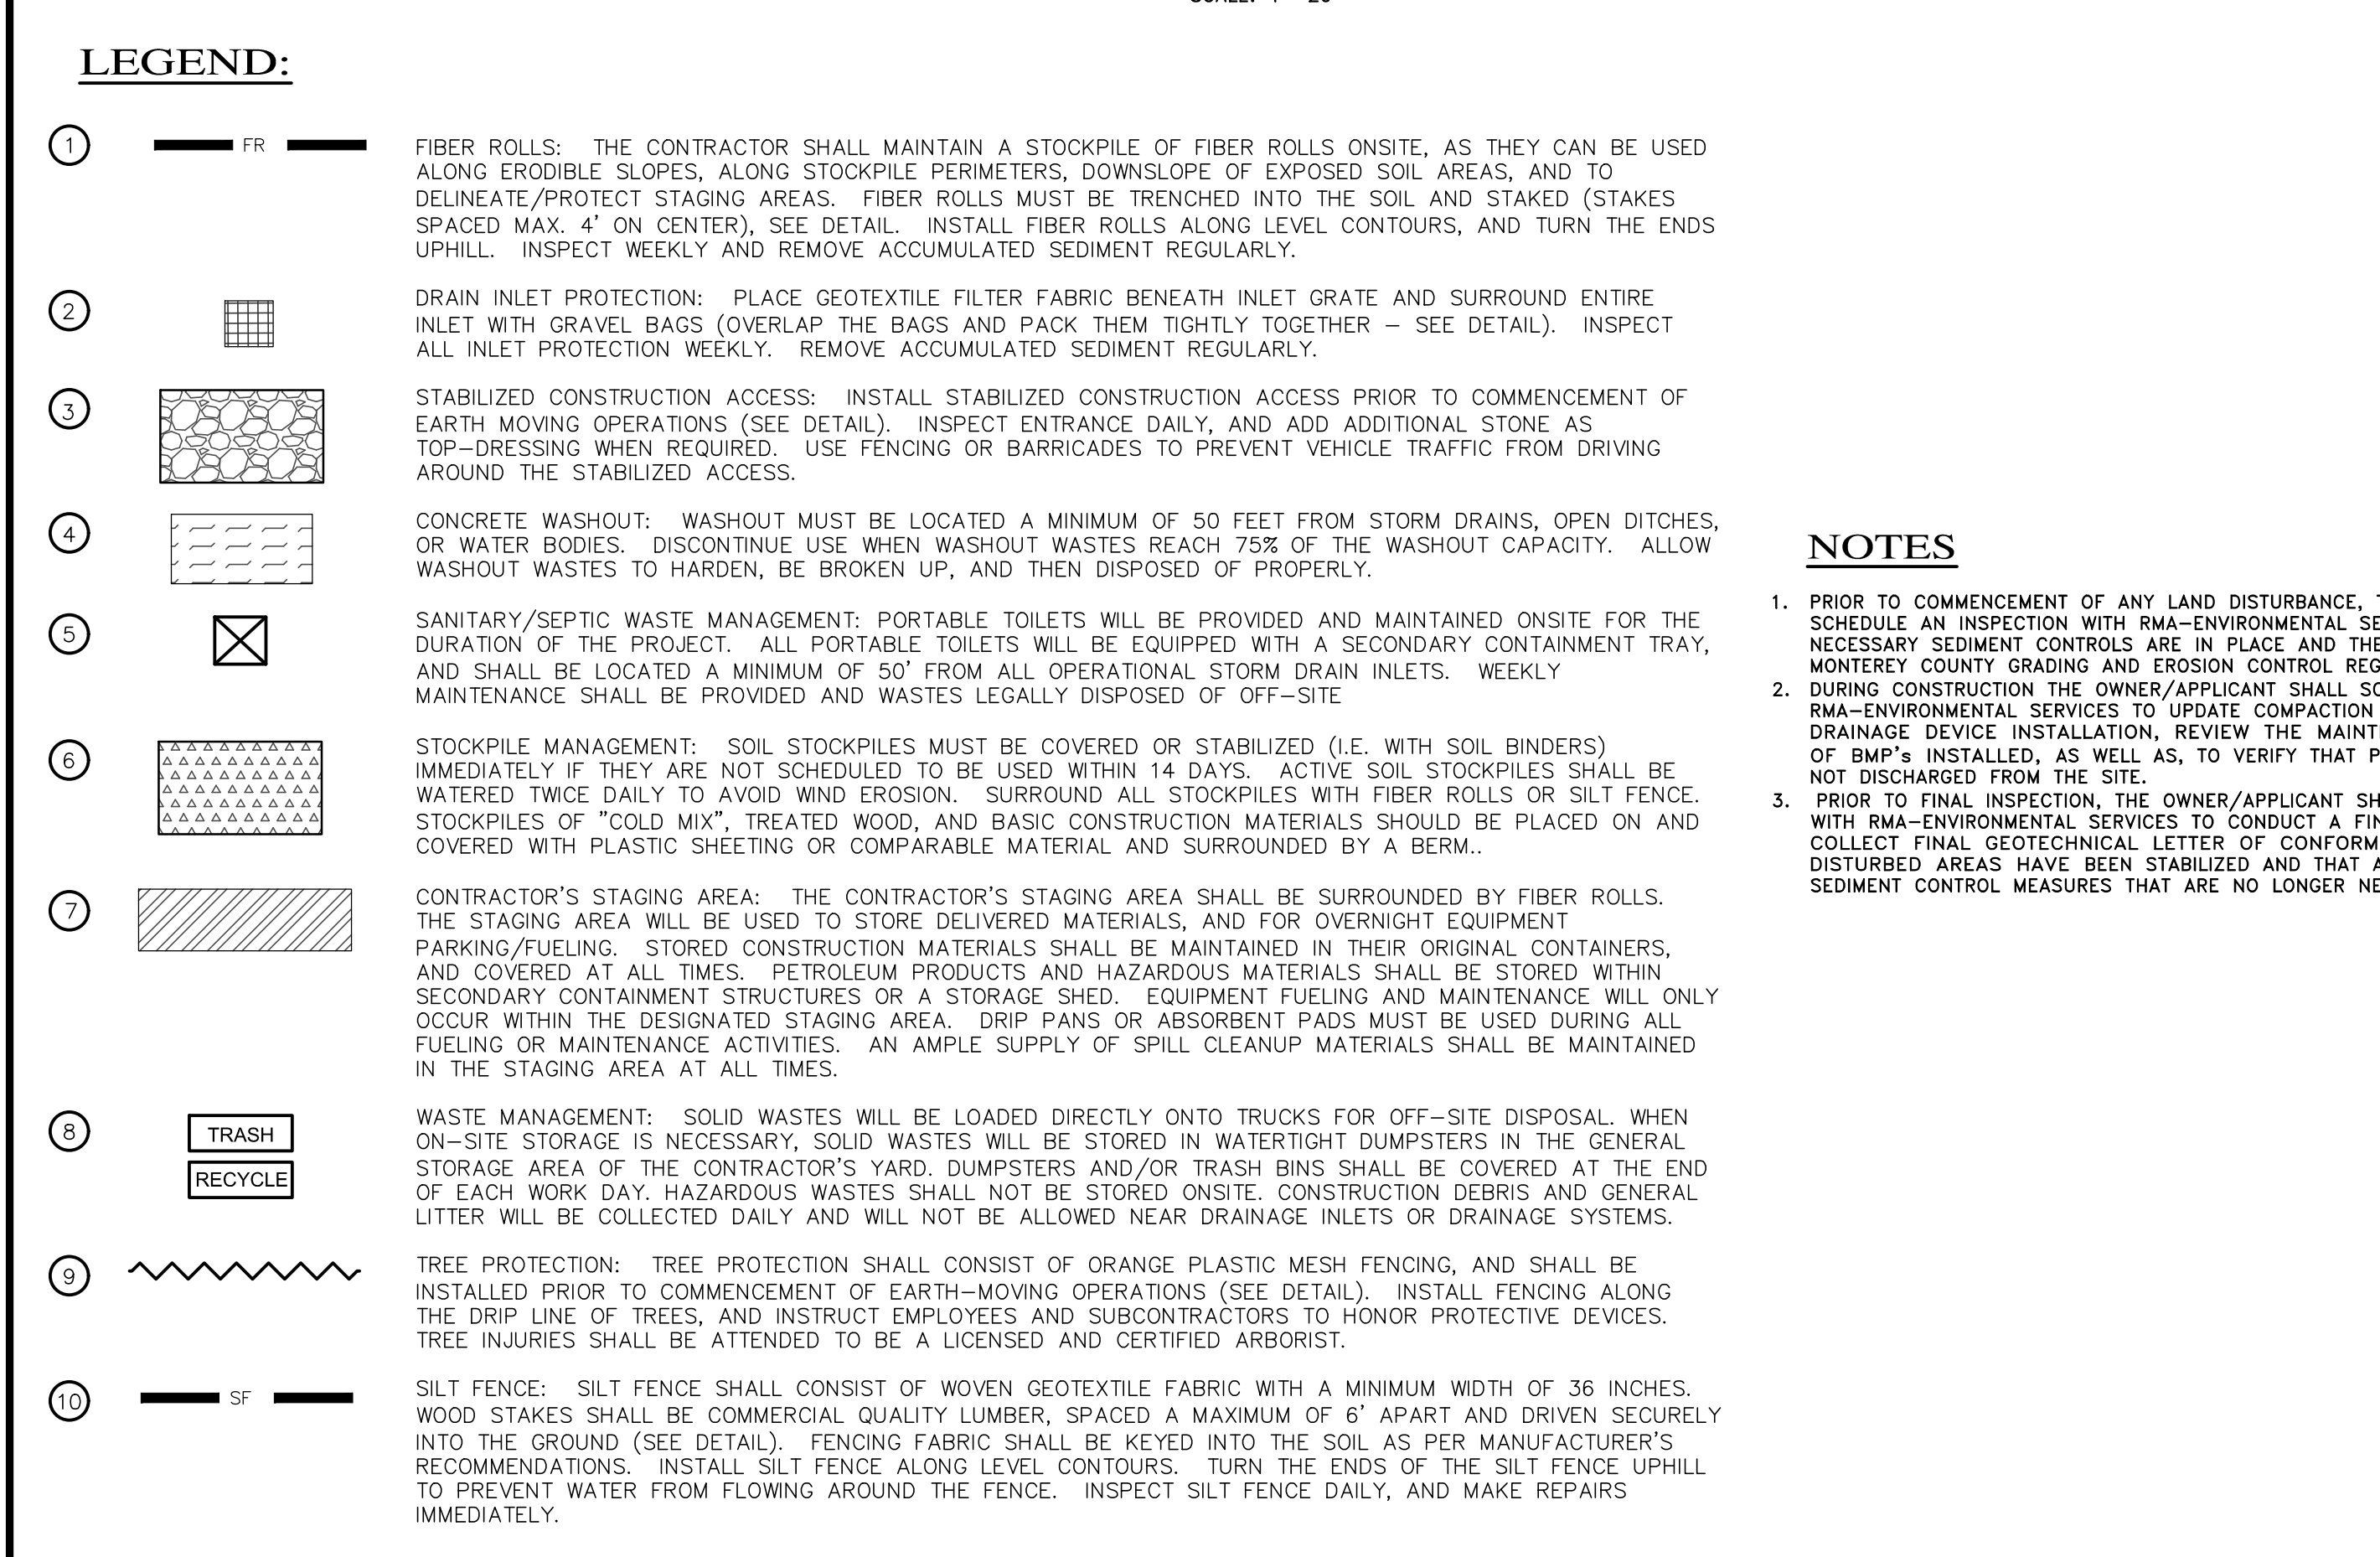 LEGEND:
1 FR FIBER ROLLS: THE CONTRACTOR SHALL MAINTAIN A STOCKPILE OF FIBER ROLLS ONSITE, AS THEY CAN BE USED
ALONG ERODIBLE SLOPES, ALONG STOCKPILE PERIMETERS, DOWNSLOPE OF EXPOSED SOIL AREAS, AND TO
DELINEATE/PROTECT STAGING AREAS. FIBER ROLLS MUST BE TRENCHED INTO THE SOIL AND STAKED (STAKES
SPACED MAX. 4' ON CENTER), SEE DETAIL. INSTALL FIBER ROLLS ALONG LEVEL CONTOURS, AND TURN THE ENDS
UPHILL. INSPECT WEEKLY AND REMOVE ACCUMULATED SEDIMENT REGULARLY.
2 DRAIN INLET PROTECTION: PLACE GEOTEXTILE FILTER FABRIC BENEATH INLET GRATE AND SURROUND ENTIRE
INLET WITH GRAVEL BAGS (OVERLAP THE BAGS AND PACK THEM TIGHTLY TOGETHER – SEE DETAIL). INSPECT
ALL INLET PROTECTION WEEKLY. REMOVE ACCUMULATED SEDIMENT REGULARLY.
3 STABILIZED CONSTRUCTION ACCESS: INSTALL STABILIZED CONSTRUCTION ACCESS PRIOR TO COMMENCEMENT OF
EARTH MOVING OPERATIONS (SEE DETAIL). INSPECT ENTRANCE DAILY, AND ADD ADDITIONAL STONE AS
TOP–DRESSING WHEN REQUIRED. USE FENCING OR BARRICADES TO PREVENT VEHICLE TRAFFIC FROM DRIVING
AROUND THE STABILIZED ACCESS.
4 CONCRETE WASHOUT: WASHOUT MUST BE LOCATED A MINIMUM OF 50 FEET FROM STORM DRAINS, OPEN DITCHES,
OR WATER BODIES. DISCONTINUE USE WHEN WASHOUT WASTES REACH 75% OF THE WASHOUT CAPACITY. ALLOW
WASHOUT WASTES TO HARDEN, BE BROKEN UP, AND THEN DISPOSED OF PROPERLY.
5 SANITARY/SEPTIC WASTE MANAGEMENT: PORTABLE TOILETS WILL BE PROVIDED AND MAINTAINED ONSITE FOR THE
DURATION OF THE PROJECT. ALL PORTABLE TOILETS WILL BE EQUIPPED WITH A SECONDARY CONTAINMENT TRAY,
AND SHALL BE LOCATED A MINIMUM OF 50' FROM ALL OPERATIONAL STORM DRAIN INLETS. WEEKLY
MAINTENANCE SHALL BE PROVIDED AND WASTES LEGALLY DISPOSED OF OFF–SITE
6 STOCKPILE MANAGEMENT: SOIL STOCKPILES MUST BE COVERED OR STABILIZED (I.E. WITH SOIL BINDERS)
IMMEDIATELY IF THEY ARE NOT SCHEDULED TO BE USED WITHIN 14 DAYS. ACTIVE SOIL STOCKPILES SHALL BE
WATERED TWICE DAILY TO AVOID WIND EROSION. SURROUND ALL STOCKPILES WITH FIBER ROLLS OR SILT FENCE.
STOCKPILES OF "COLD MIX", TREATED WOOD, AND BASIC CONSTRUCTION MATERIALS SHOULD BE PLACED ON AND
COVERED WITH PLASTIC SHEETING OR COMPARABLE MATERIAL AND SURROUNDED BY A BERM..
7 CONTRACTOR'S STAGING AREA: THE CONTRACTOR'S STAGING AREA SHALL BE SURROUNDED BY FIBER ROLLS.
THE STAGING AREA WILL BE USED TO STORE DELIVERED MATERIALS, AND FOR OVERNIGHT EQUIPMENT
PARKING/FUELING. STORED CONSTRUCTION MATERIALS SHALL BE MAINTAINED IN THEIR ORIGINAL CONTAINERS,
AND COVERED AT ALL TIMES. PETROLEUM PRODUCTS AND HAZARDOUS MATERIALS SHALL BE STORED WITHIN
SECONDARY CONTAINMENT STRUCTURES OR A STORAGE SHED. EQUIPMENT FUELING AND MAINTENANCE WILL ONLY
OCCUR WITHIN THE DESIGNATED STAGING AREA. DRIP PANS OR ABSORBENT PADS MUST BE USED DURING ALL
FUELING OR MAINTENANCE ACTIVITIES. AN AMPLE SUPPLY OF SPILL CLEANUP MATERIALS SHALL BE MAINTAINED
IN THE STAGING AREA AT ALL TIMES.
8 TRASH RECYCLE WASTE MANAGEMENT: SOLID WASTES WILL BE LOADED DIRECTLY ONTO TRUCKS FOR OFF–SITE DISPOSAL. WHEN
ON–SITE STORAGE IS NECESSARY, SOLID WASTES WILL BE STORED IN WATERTIGHT DUMPSTERS IN THE GENERAL
STORAGE AREA OF THE CONTRACTOR'S YARD. DUMPSTERS AND/OR TRASH BINS SHALL BE COVERED AT THE END
OF EACH WORK DAY. HAZARDOUS WASTES SHALL NOT BE STORED ONSITE. CONSTRUCTION DEBRIS AND GENERAL
LITTER WILL BE COLLECTED DAILY AND WILL NOT BE ALLOWED NEAR DRAINAGE INLETS OR DRAINAGE SYSTEMS.
9 TREE PROTECTION: TREE PROTECTION SHALL CONSIST OF ORANGE PLASTIC MESH FENCING, AND SHALL BE
INSTALLED PRIOR TO COMMENCEMENT OF EARTH–MOVING OPERATIONS (SEE DETAIL). INSTALL FENCING ALONG
THE DRIP LINE OF TREES, AND INSTRUCT EMPLOYEES AND SUBCONTRACTORS TO HONOR PROTECTIVE DEVICES.
TREE INJURIES SHALL BE ATTENDED TO BE A LICENSED AND CERTIFIED ARBORIST.
10 SF SILT FENCE: SILT FENCE SHALL CONSIST OF WOVEN GEOTEXTILE FABRIC WITH A MINIMUM WIDTH OF 36 INCHES.
WOOD STAKES SHALL BE COMMERCIAL QUALITY LUMBER, SPACED A MAXIMUM OF 6' APART AND DRIVEN SECURELY
INTO THE GROUND (SEE DETAIL). FENCING FABRIC SHALL BE KEYED INTO THE SOIL AS PER MANUFACTURER'S
RECOMMENDATIONS. INSTALL SILT FENCE ALONG LEVEL CONTOURS. TURN THE ENDS OF THE SILT FENCE UPHILL
TO PREVENT WATER FROM FLOWING AROUND THE FENCE. INSPECT SILT FENCE DAILY, AND MAKE REPAIRS
IMMEDIATELY.
NOTES
1. PRIOR TO COMMENCEMENT OF ANY LAND DISTURBANCE,
SCHEDULE AN INSPECTION WITH RMA–ENVIRONMENTAL
NECESSARY SEDIMENT CONTROLS ARE IN PLACE AND
MONTEREY COUNTY GRADING AND EROSION CONTROL
2. DURING CONSTRUCTION THE OWNER/APPLICANT SHALL
RMA–ENVIRONMENTAL SERVICES TO UPDATE COMPACTION
DRAINAGE DEVICE INSTALLATION, REVIEW THE
OF BMP's INSTALLED, AS WELL AS, TO VERIFY THAT
NOT DISCHARGED FROM THE SITE.
3. PRIOR TO FINAL INSPECTION, THE OWNER/APPLICANT
WITH RMA–ENVIRONMENTAL SERVICES TO CONDUCT A
COLLECT FINAL GEOTECHNICAL LETTER OF
DISTURBED AREAS HAVE BEEN STABILIZED AND THAT
SEDIMENT CONTROL MEASURES THAT ARE NO LONGER